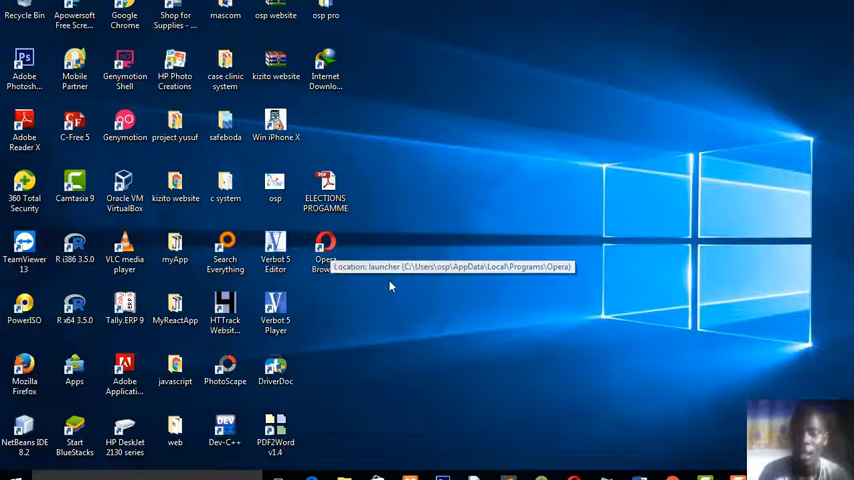 Recycle Bin
Apowersoft
Free Scre...
Google
Chrome
Shop for
Supplies - ...
mascom
osp website
osp pro
Adobe
Photosh...
Mobile
Partner
Genymotion
Shell
HP Photo
Creations
case clinic
system
kizito website
Internet
Downlo...
Adobe
Reader X
C-Free 5
Genymotion
project yusuf
safeboda
Win iPhone X
360 Total
Security
Camtasia 9
Oracle VM
VirtualBox
kizito website
c system
osp
ELECTIONS
PROGAMME
TeamViewer
13
R i386 3.5.0
VLC media
player
myApp
Search
Everything
Verbot 5
Editor
Opera
Brow
Location: launcher (C:\Users\osp\AppData\Local\Programs\Opera)
PowerISO
R x64 3.5.0
Tally.ERP 9
MyReactApp
HTTrack
Websit...
Verbot 5
Player
Mozilla
Firefox
Apps
Adobe
Applicati...
javascript
PhotoScape
DriverDoc
NetBeans IDE
8.2
Start
BlueStacks
HP DeskJet
2130 series
web
DEV
Dev-C++
PDF2Word
v1.4